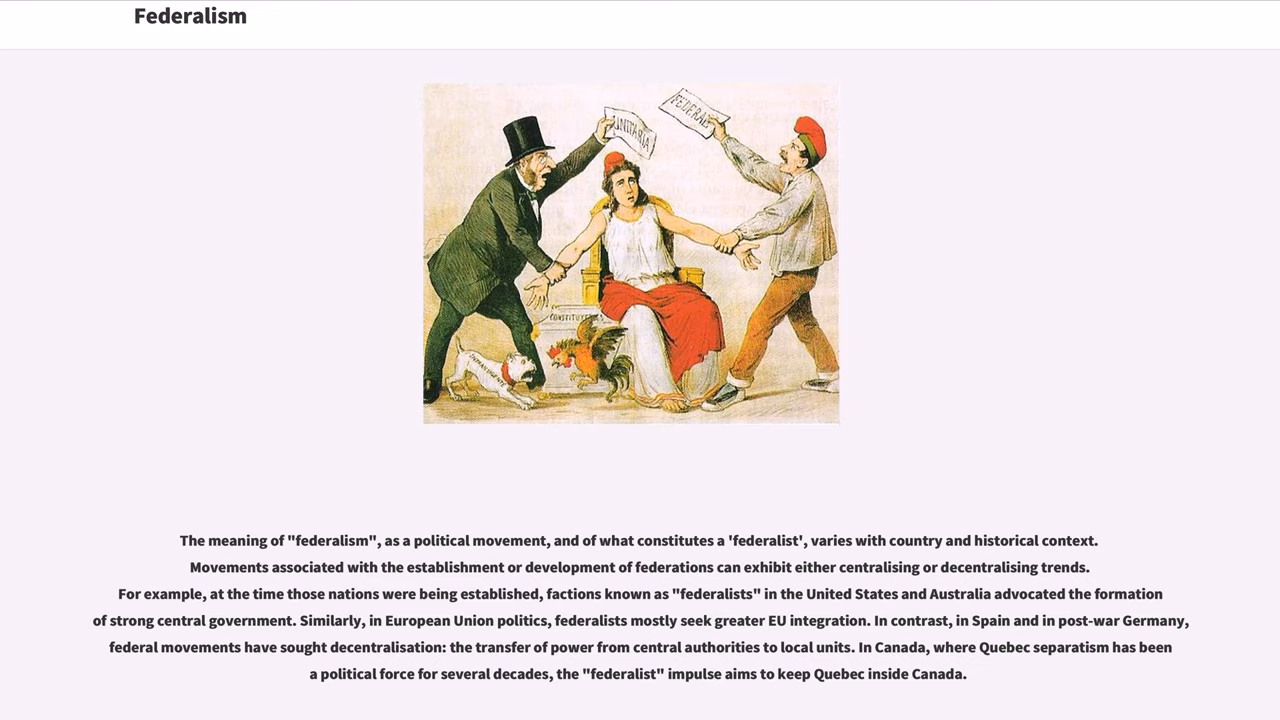 Federalism
UNITARIA
FEDERAL
The meaning of "federalism", as a political movement, and of what constitutes a 'federalist', varies with country and historical context.
Movements associated with the establishment or development of federations can exhibit either centralising or decentralising trends.
For example, at the time those nations were being established, factions known as "federalists" in the United States and Australia advocated the formation
of strong central government. Similarly, in European Union politics, federalists mostly seek greater EU integration. In contrast, in Spain and in post-war Germany,
federal movements have sought decentralisation: the transfer of power from central authorities to local units. In Canada, where Quebec separatism has been
a political force for several decades, the "federalist" impulse aims to keep Quebec inside Canada.